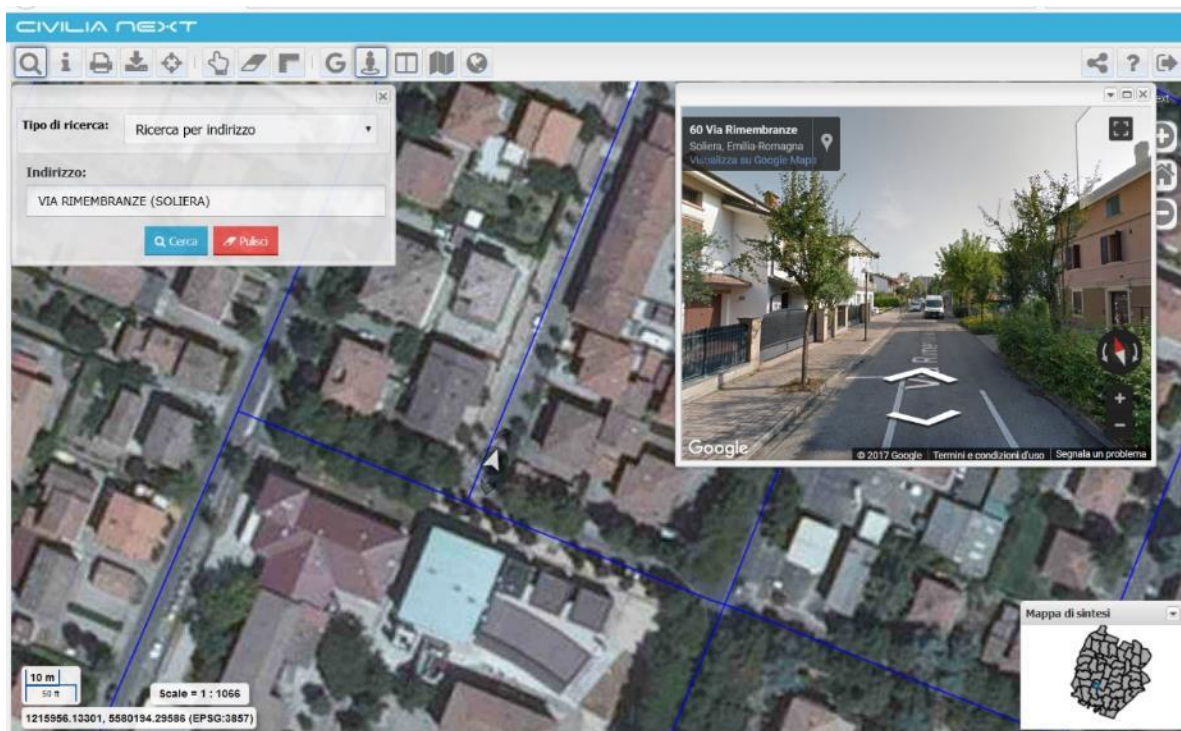 CIVILIA NEXT
Tipo di ricerca:
Ricerca per indirizzo
Indirizzo:
VIA RIMEMBRANZE (SOLIERA)
Cerca
Pulisci
60 Via Rimembranze
Soliera, Emilia-Romagna
Visualizza su Google Maps
Google
© 2017 Google
Termini e condizioni d'uso
Segnala un problema
Mappa di sintesi
10 m
50 ft
Scale = 1 : 1066
1215956.13301, 5580194.29586 (EPSG:3857)